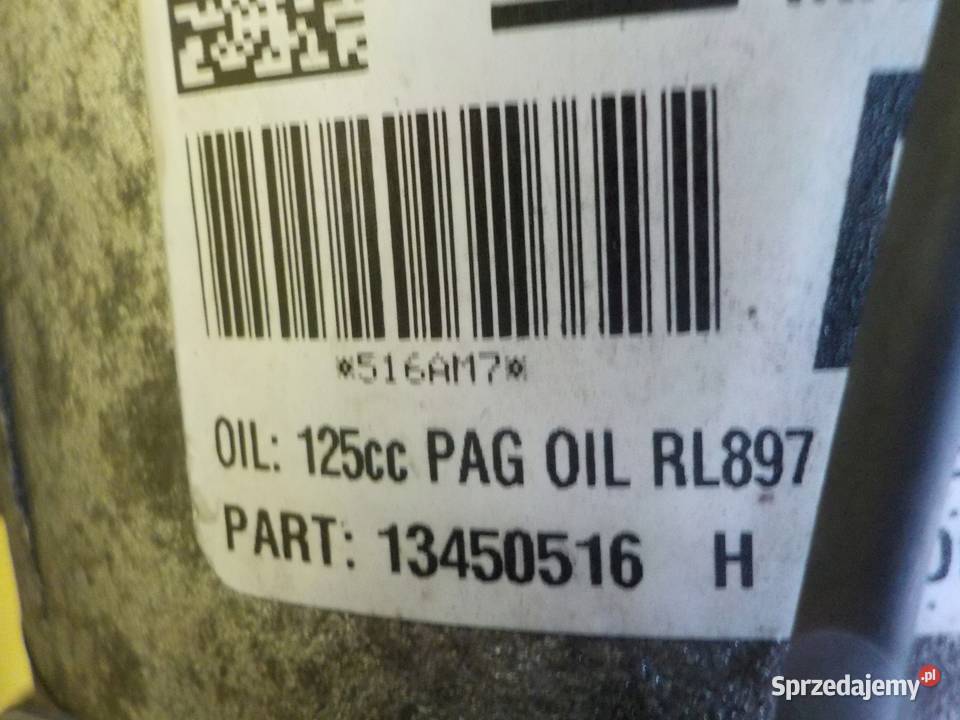 *516AM7*
OIL: 125cc PAG OIL RL897
PART: 13450516 H
Sprzedajemy.pl